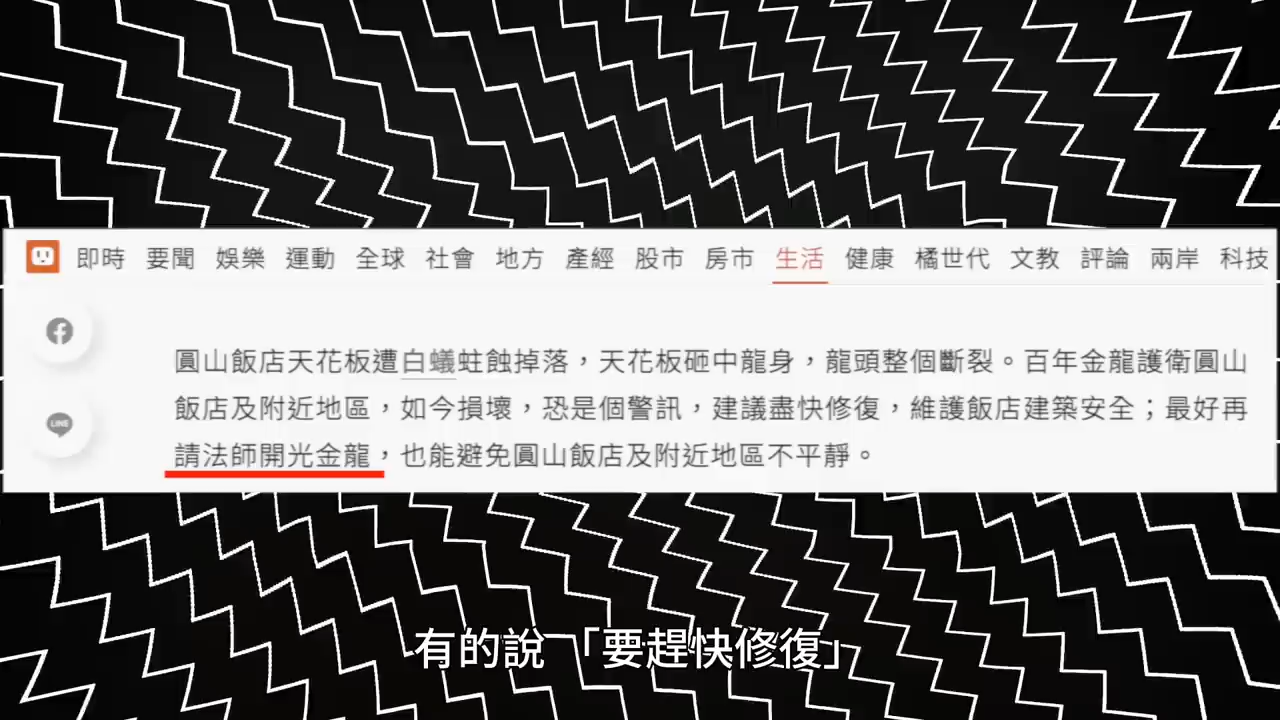 即時 要聞 娛樂 運動 全球 社會 地方 產經 股市 房市 生活 健康 橘世代 文教 評論 兩岸 科技
圓山飯店天花板遭白蟻蛀蝕掉落，天花板砸中龍身，龍頭整個斷裂。百年金龍護衛圓山
飯店及附近地區，如今損壞，恐是個警訊，建議盡快修復，維護飯店建築安全；最好再
LINE
請法師開光金龍，也能避免圓山飯店及附近地區不平靜。
有的說「要趕快修復」